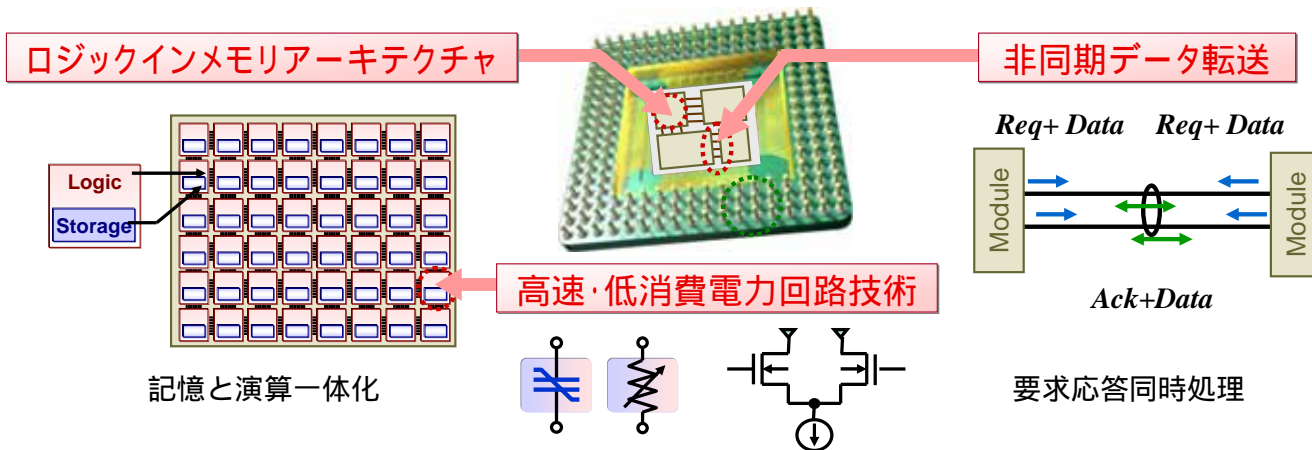 ロジックインメモリアーキテクチャ
非同期データ転送
Req+ Data Req+ Data
Logic
Storage
Module
Module
Ack+Data
高速・低消費電力回路技術
記憶と演算一体化
要求応答同時処理